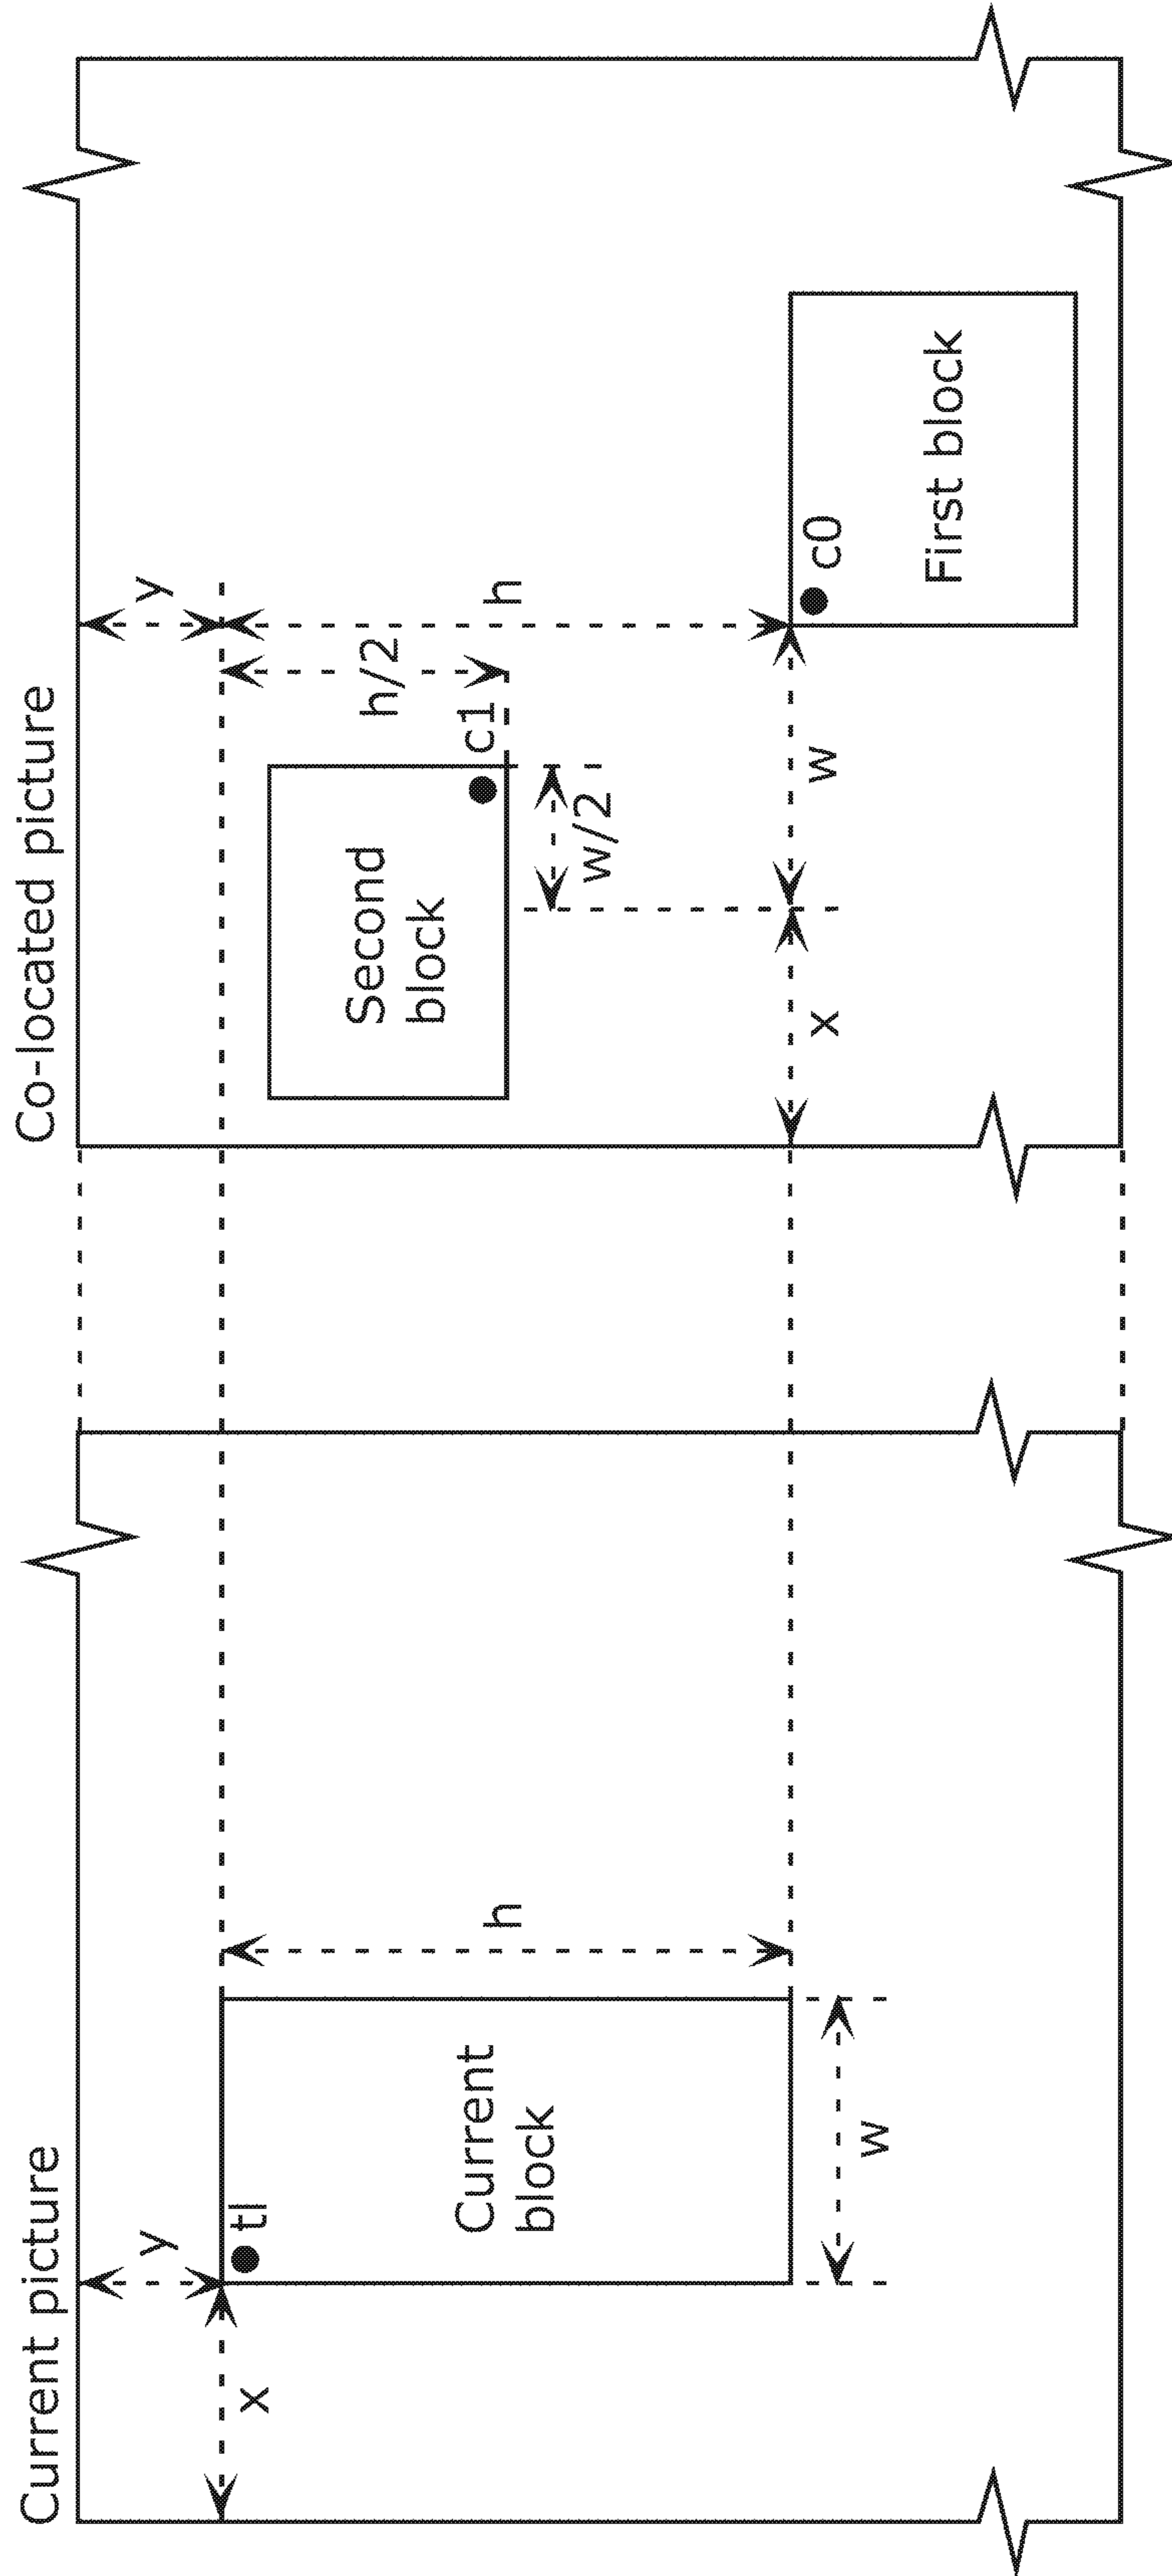 Current picture
y
x
tl
Current
block
h
w
Co-located picture
y
h/2
h
Second
block
c1
w/2
x
w
c0
First block